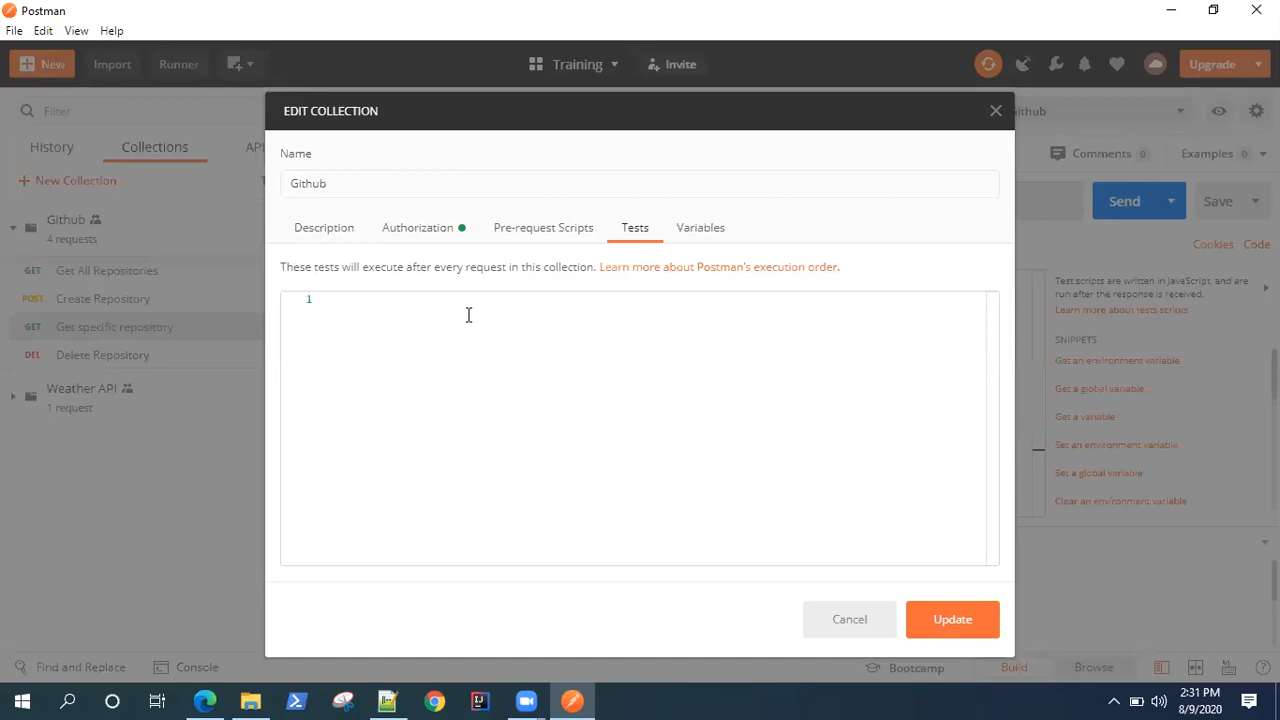 Postman
File Edit View Help
New Import Runner Training Invite Upgrade
Filter
History Collections API
New Collection
Github
4 requests
GET Get All Repositories
POST Create Repository
GET Get specific repository
DEL Delete Repository
Weather API
1 request
EDIT COLLECTION
Name
Github
Description Authorization Pre-request Scripts Tests Variables
These tests will execute after every request in this collection. Learn more about Postman's execution order.
1
Cancel Update
Github
Comments 0 Examples 0
Send Save
Cookies Code
Test scripts are written in JavaScript, and are
run after the response is received.
Learn more about tests scripts
SNIPPETS
Get an environment variable
Get a global variable
Get a variable
Set an environment variable
Set a global variable
Clear an environment variable
Find and Replace Console Bootcamp Build Browse
2:31 PM
8/9/2020